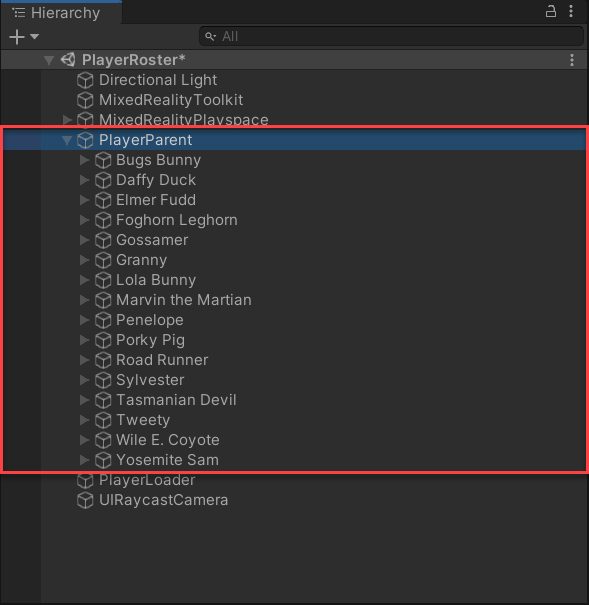 Hierarchy
All
PlayerRoster*
Directional Light
MixedRealityToolkit
MixedRealityPlayspace
PlayerParent
Bugs Bunny
Daffy Duck
Elmer Fudd
Foghorn Leghorn
Gossamer
Granny
Lola Bunny
Marvin the Martian
Penelope
Porky Pig
Road Runner
Sylvester
Tasmanian Devil
Tweety
Wile E. Coyote
Yosemite Sam
PlayerLoader
UIRaycastCamera